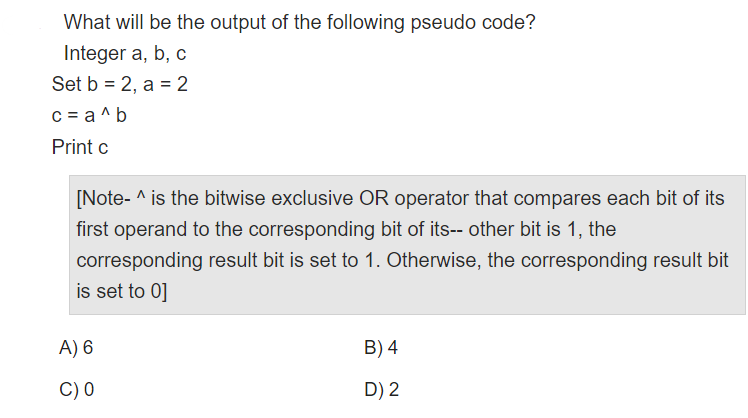 What will be the output of the following pseudo code?
Integer a, b, c
Set b = 2, a = 2
c = a ^ b
Print c
[Note- ^ is the bitwise exclusive OR operator that compares each bit of its
first operand to the corresponding bit of its-- other bit is 1, the
corresponding result bit is set to 1. Otherwise, the corresponding result bit
is set to 0]
A) 6 B) 4
C) 0 D) 2